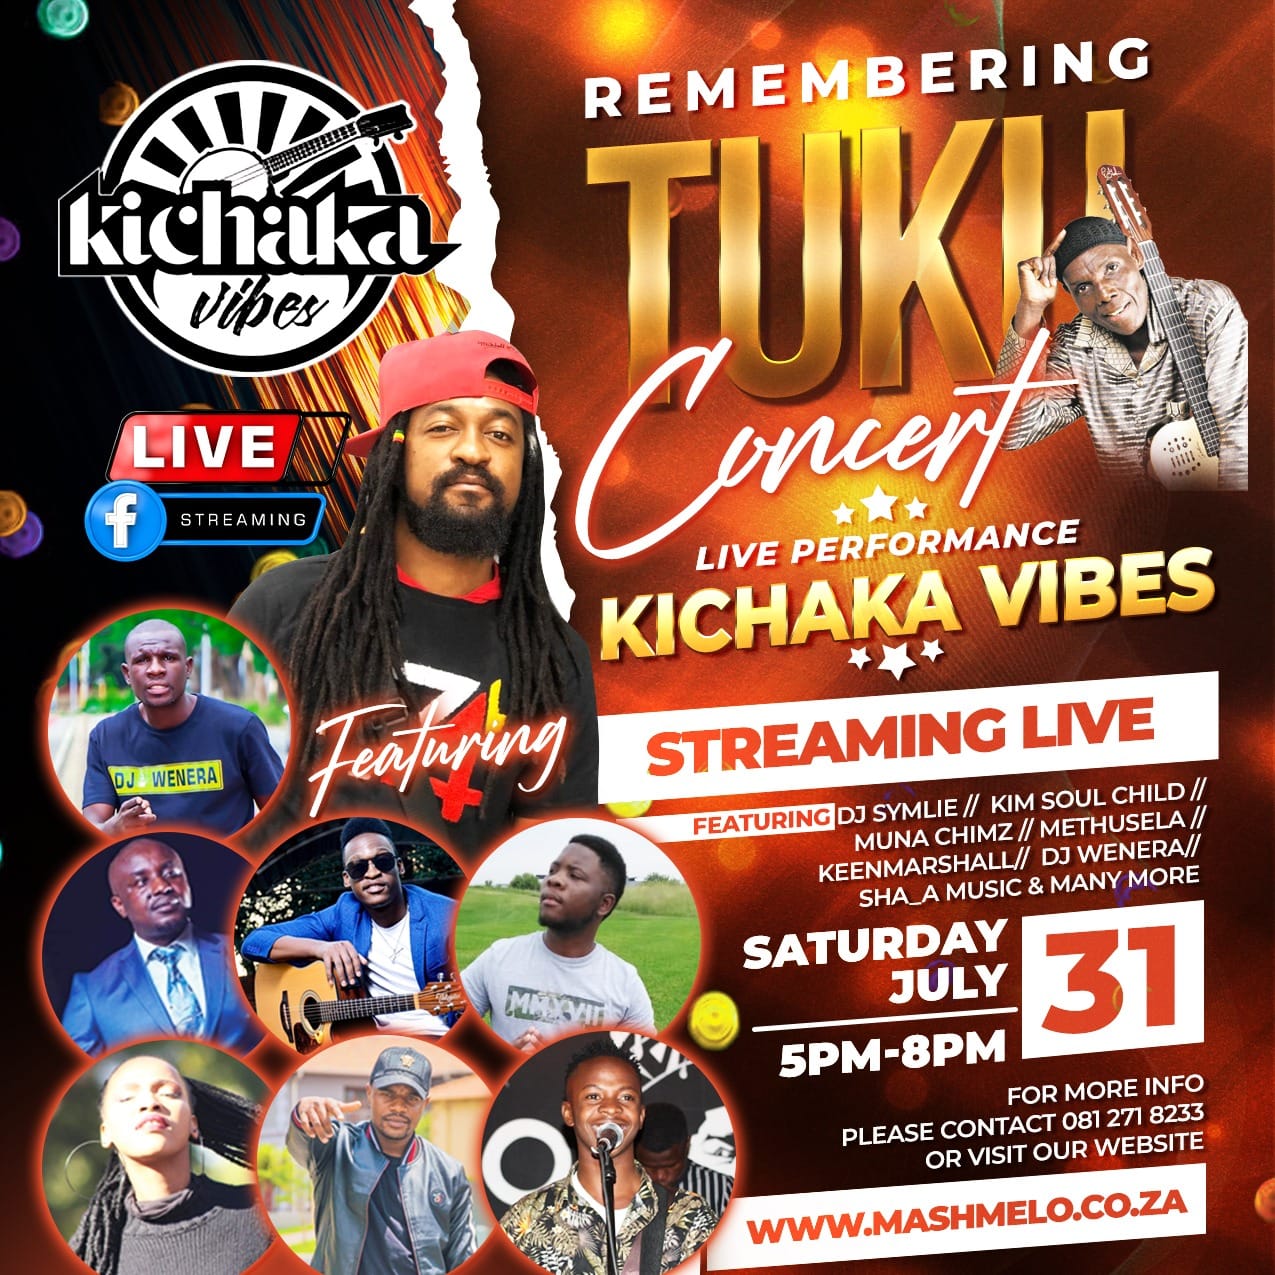 kichaka
vibes
LIVE
f
STREAMING
REMEMBERING
TUKU
Concert
LIVE PERFORMANCE
KICHAKA VIBES
DJ WENERA
Featuring
STREAMING LIVE
FEATURING DJ SYMLIE // KIM SOUL CHILD //
MUNA CHIMZ // METHUSELA //
KEENMARSHALL// DJ WENERA//
SHA_A MUSIC & MANY MORE
MMXVIII
SATURDAY
JULY
31
5PM-8PM
FOR MORE INFO
PLEASE CONTACT 081 271 8233
OR VISIT OUR WEBSITE
WWW.MASHMELO.CO.ZA